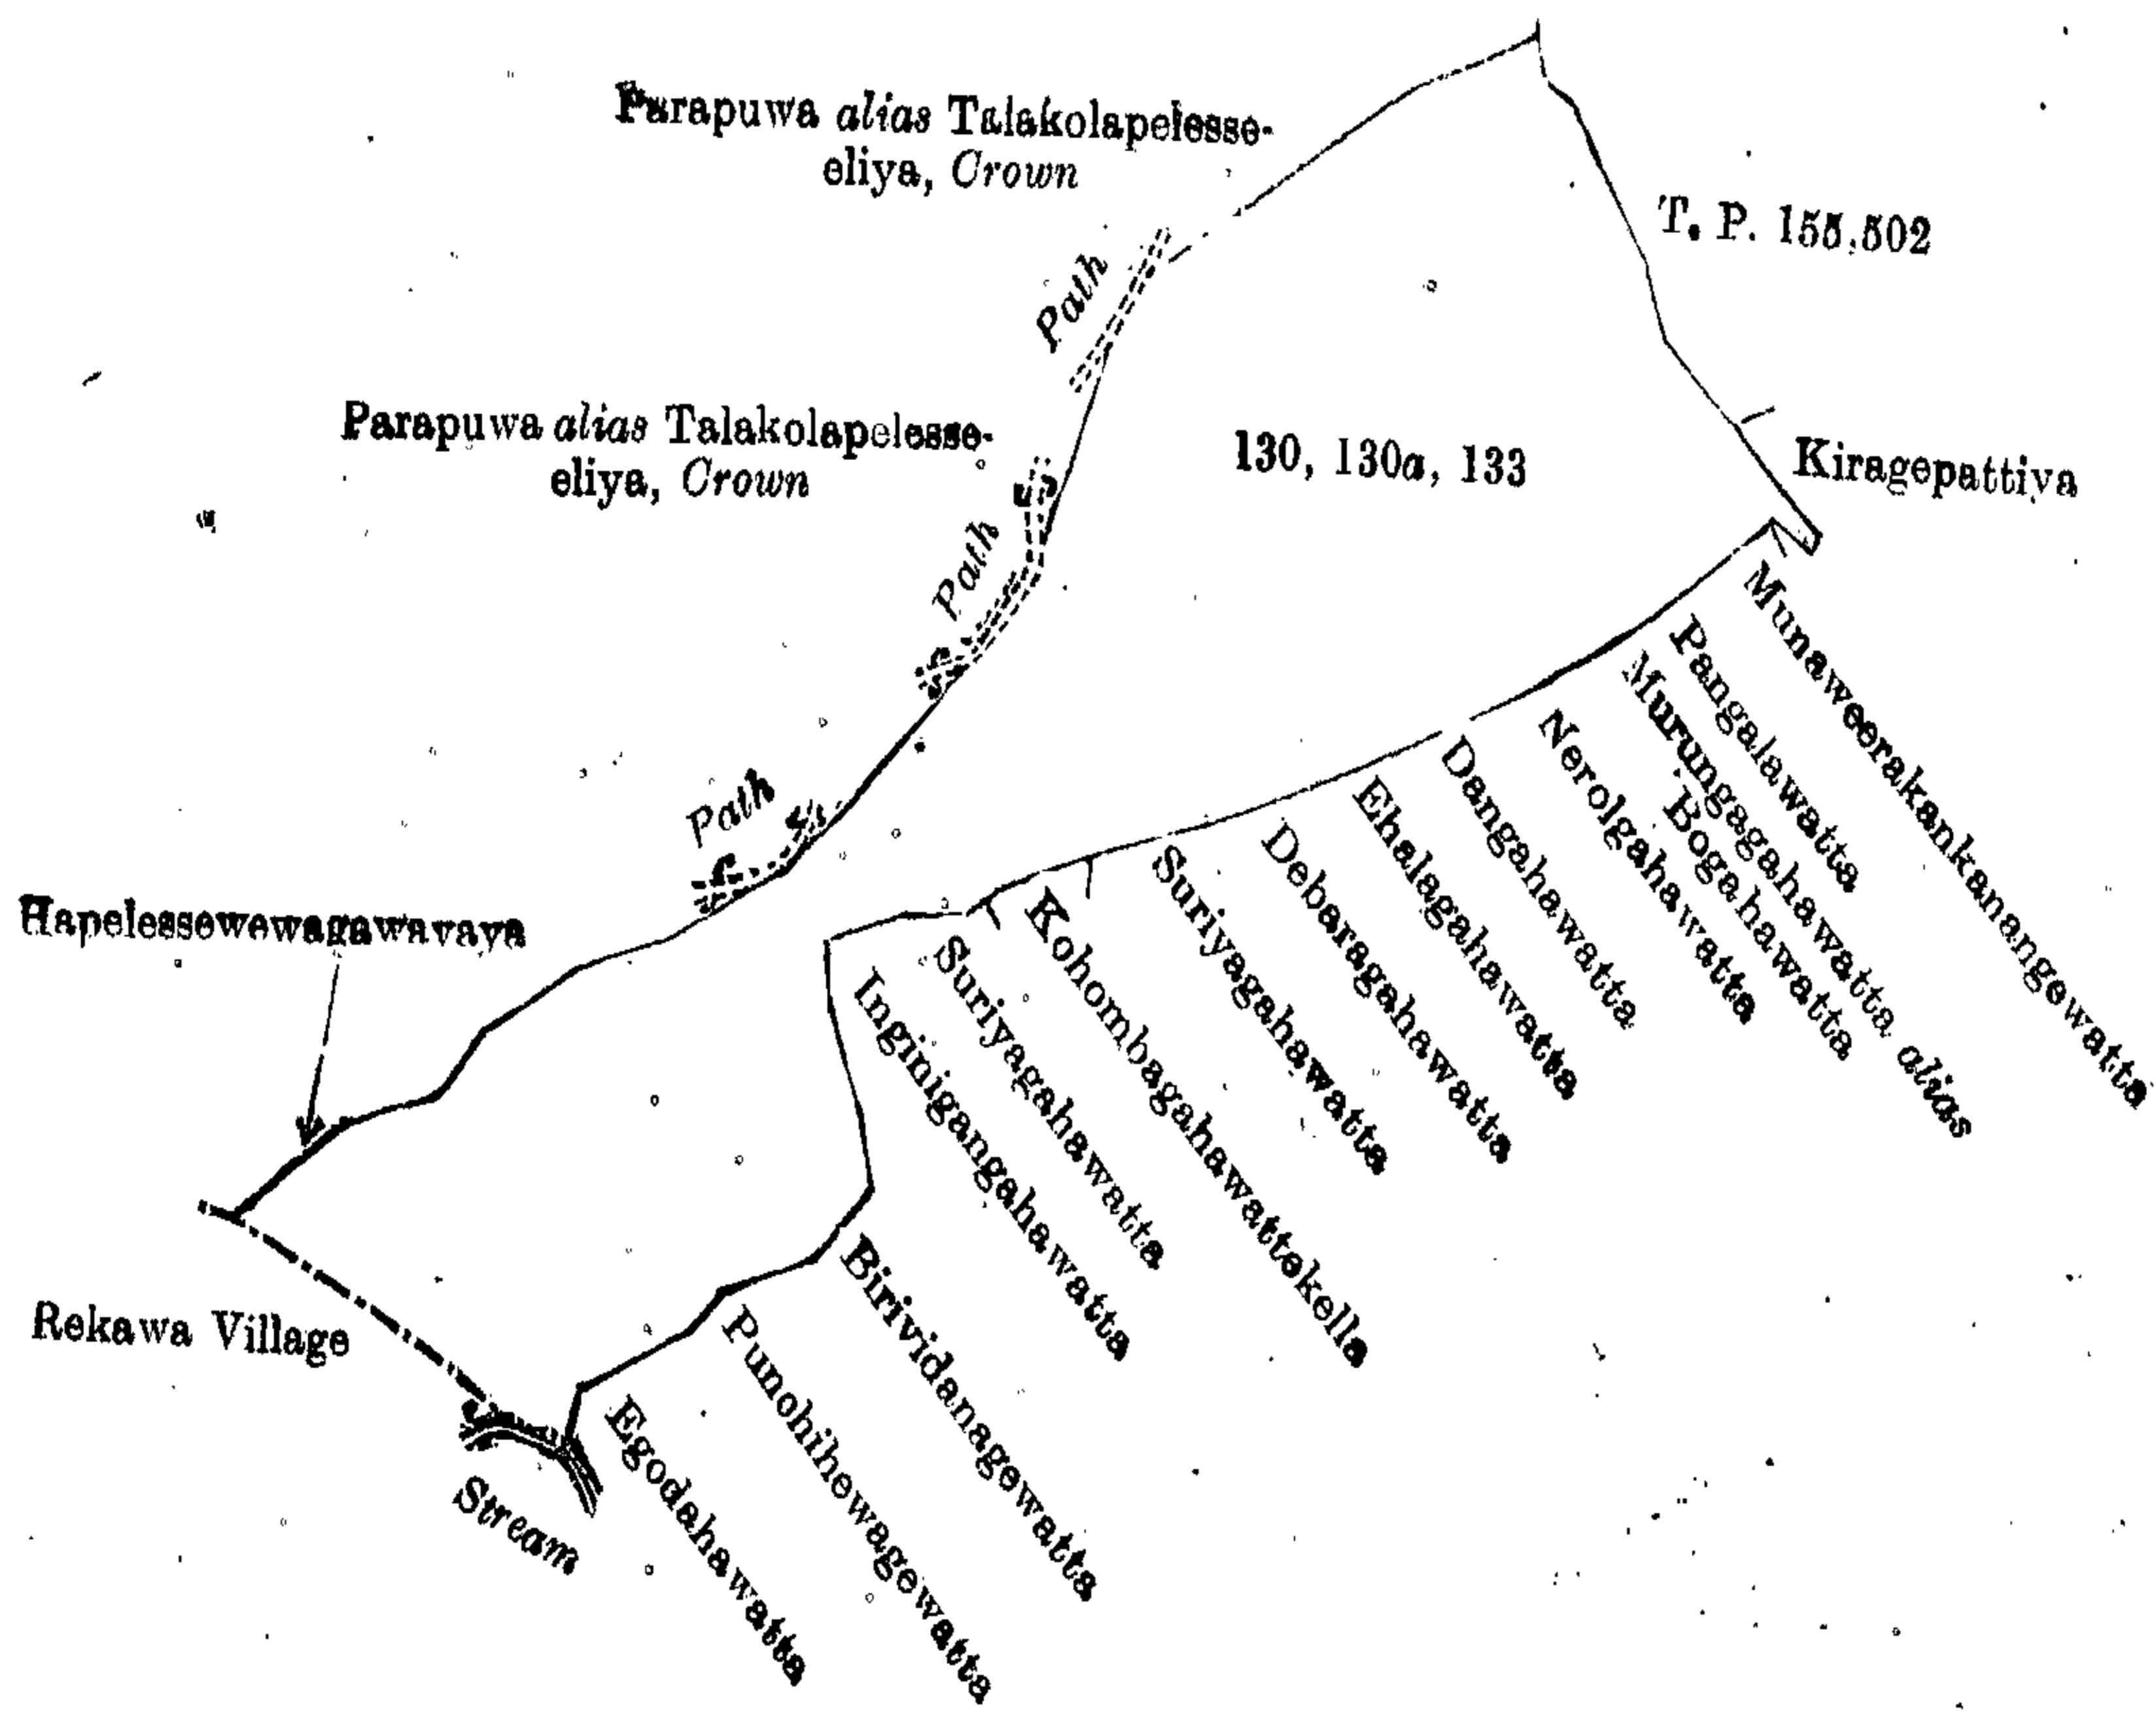 Parapuwa alias Talakolapelesse-
eliya, Crown
T. P. 155,502
Path
Parapuwa alias Talakolapelesse-
eliya, Crown
130, 130a, 133
Kiragepattiya
Path
Munaweerakankanangewatta
Pangalawatta
Murungagahawatta alias
Bogahawatta
Nerolgahawatta
Dangahawatta
Ehalagahawatta
Debaragahawatta
Suriyagahawatta
Kohombagahawattekella
Suriyagahawatta
Inginigangahawatta
Path
Hapelessewewagawavaya
Birividanagewatta
Punchihewagewatta
Egodahawatta
Rekawa Village
Stream